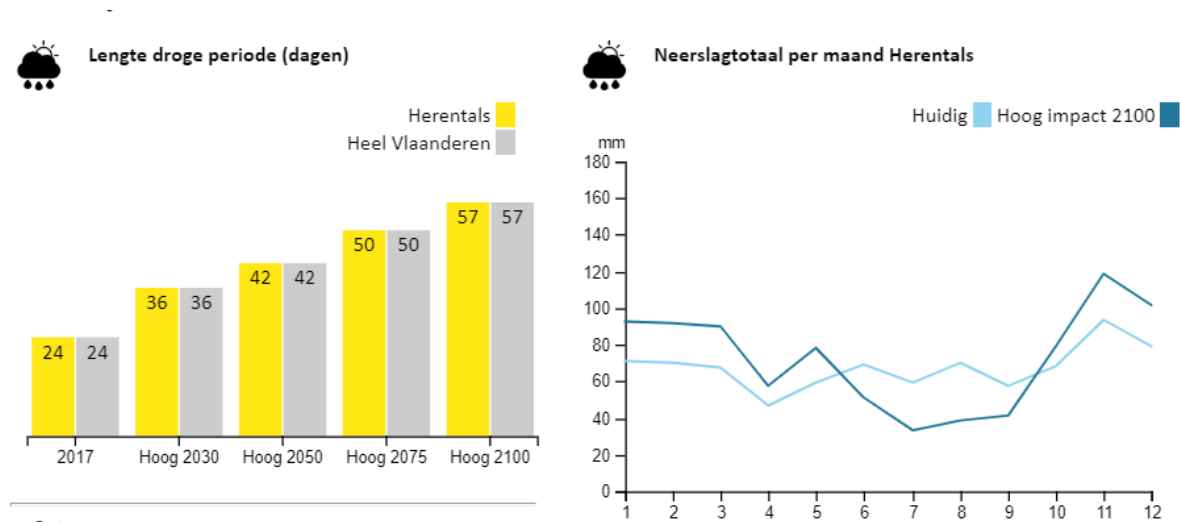 Lengte droge periode (dagen)
Herentals
Heel Vlaanderen
24 24 36 36 42 42 50 50 57 57
2017 Hoog 2030 Hoog 2050 Hoog 2075 Hoog 2100
Neerslagtotaal per maand Herentals
Huidig Hoog impact 2100
mm
180
160
140
120
100
80
60
40
20
0
1 2 3 4 5 6 7 8 9 10 11 12